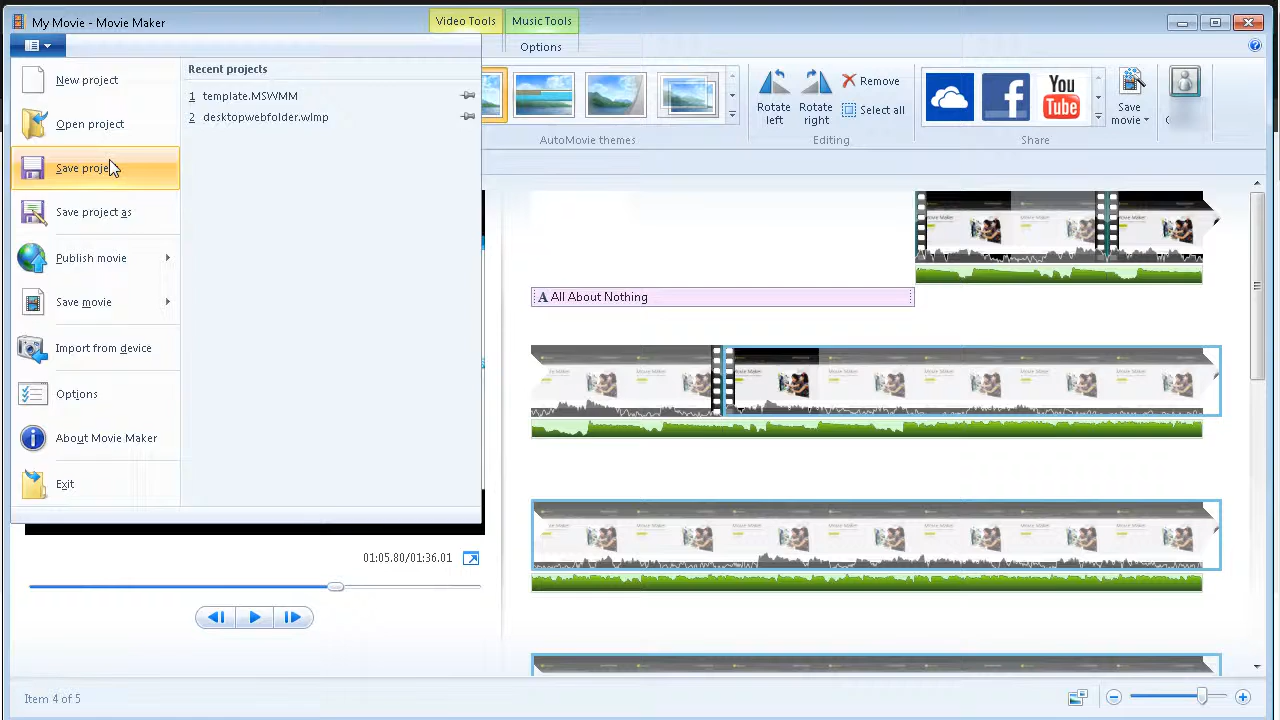 My Movie - Movie Maker
Video Tools
Music Tools
Options
New project
Open project
Save project
Save project as
Publish movie
Save movie
Import from device
Options
About Movie Maker
Exit
Recent projects
1 template.MSWMM
2 desktopwebfolder.wlmp
AutoMovie themes
Rotate left
Rotate right
Remove
Select all
Editing
You Tube
Share
Save movie
A All About Nothing
Movie Maker
01:05.80/01:36.01
Item 4 of 5